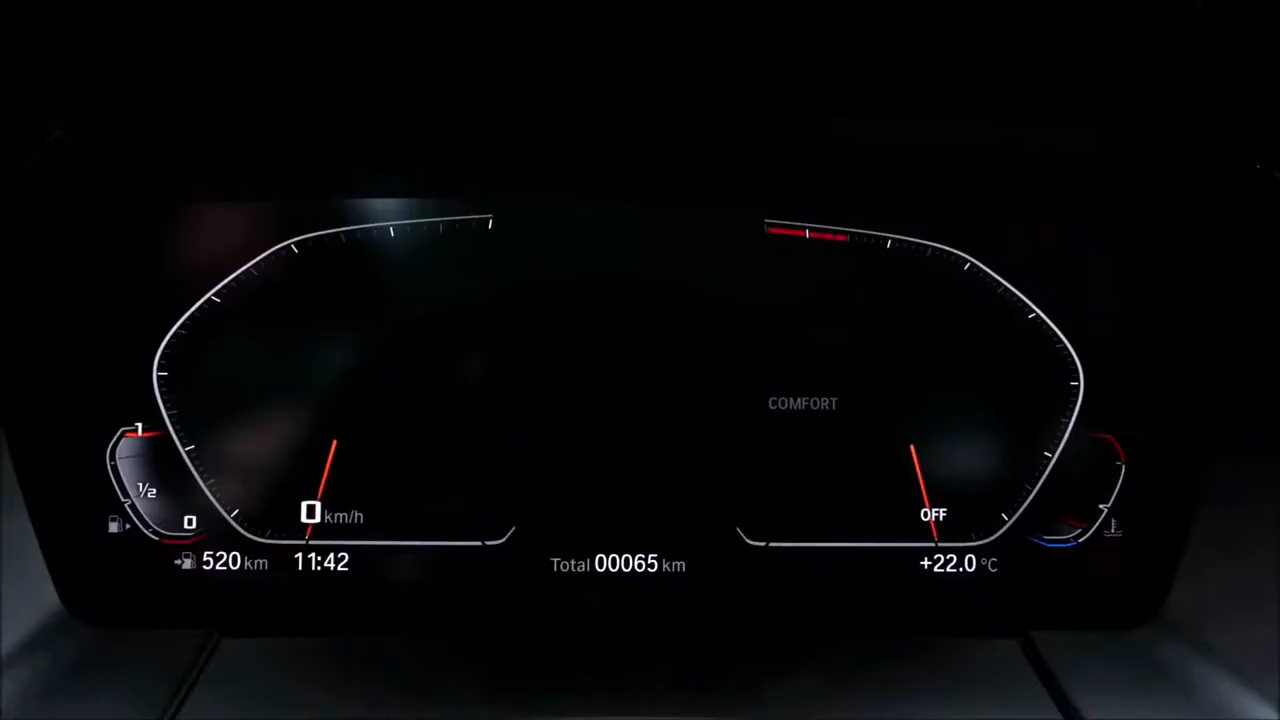 COMFORT
1
1/2
0
0 km/h
OFF
520 km
11:42
Total 00065 km
+22.0 °C